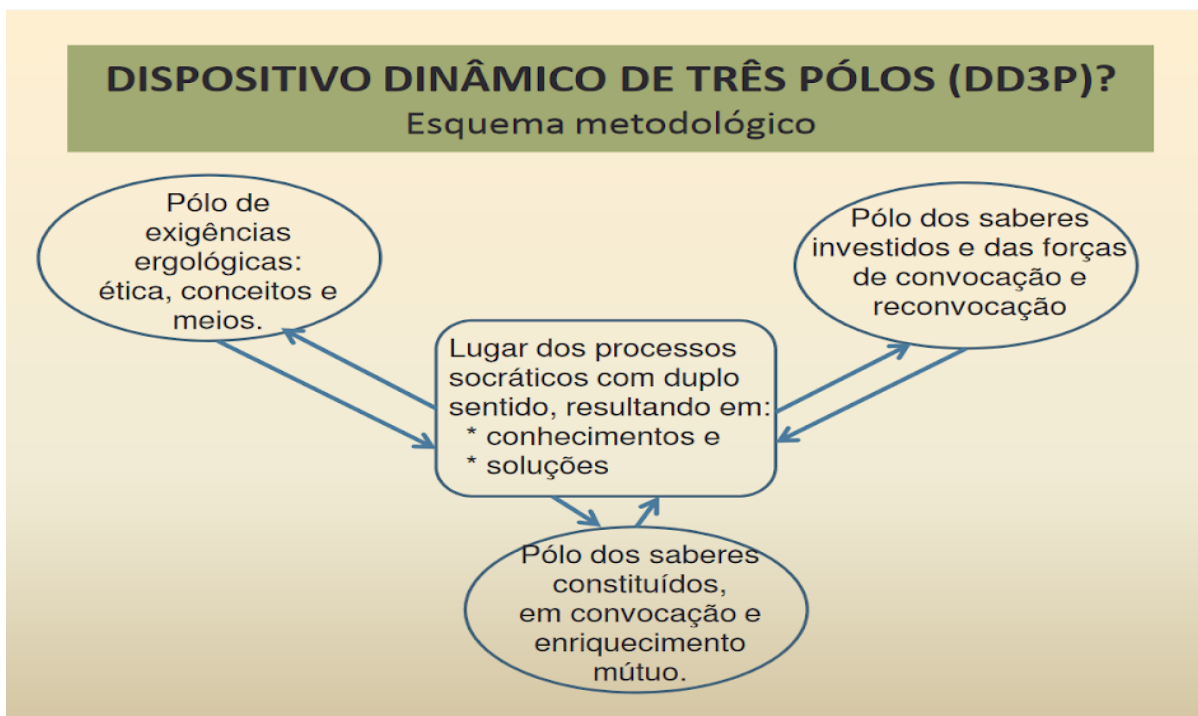 DISPOSITIVO DINÂMICO DE TRÊS PÓLOS (DD3P)?
Esquema metodológico
Pólo de
exigências
ergológicas:
ética, conceitos e
meios.
Pólo dos saberes
investidos e das forças
de convocação e
reconvocação
Lugar dos processos
socráticos com duplo
sentido, resultando em:
* conhecimentos e
* soluções
Pólo dos saberes
constituídos,
em convocação e
enriquecimento
mútuo.